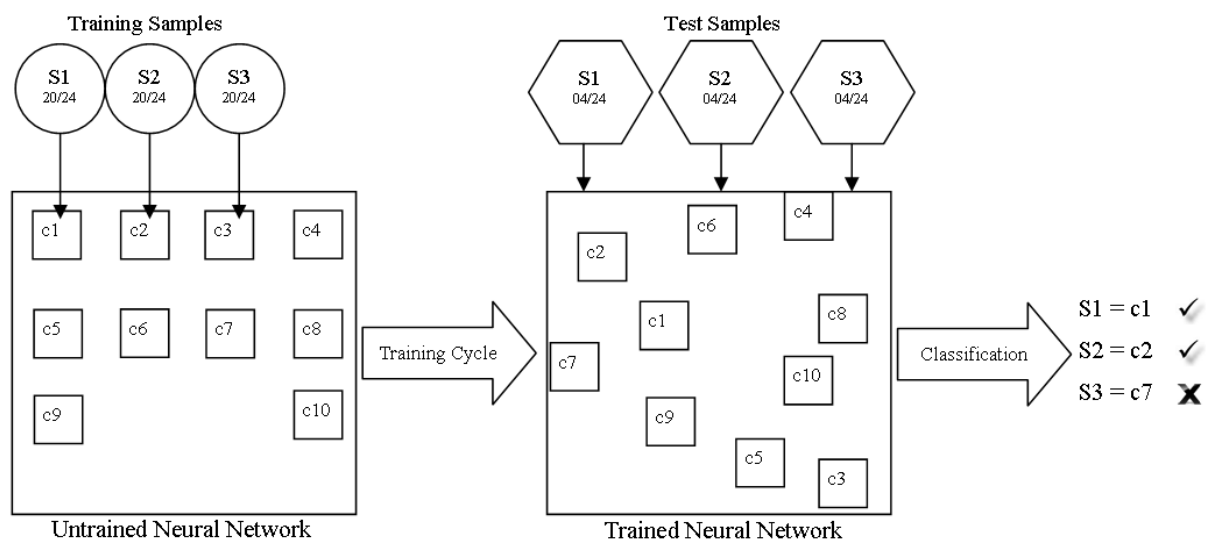 Training Samples
S1
20/24
S2
20/24
S3
20/24
c1
c2
c3
c4
c5
c6
c7
c8
c9
c10
Untrained Neural Network
Training Cycle
Test Samples
S1
04/24
S2
04/24
S3
04/24
c4
c6
c2
c1
c8
c7
c10
c9
c5
c3
Trained Neural Network
Classification
S1 = c1
S2 = c2
S3 = c7